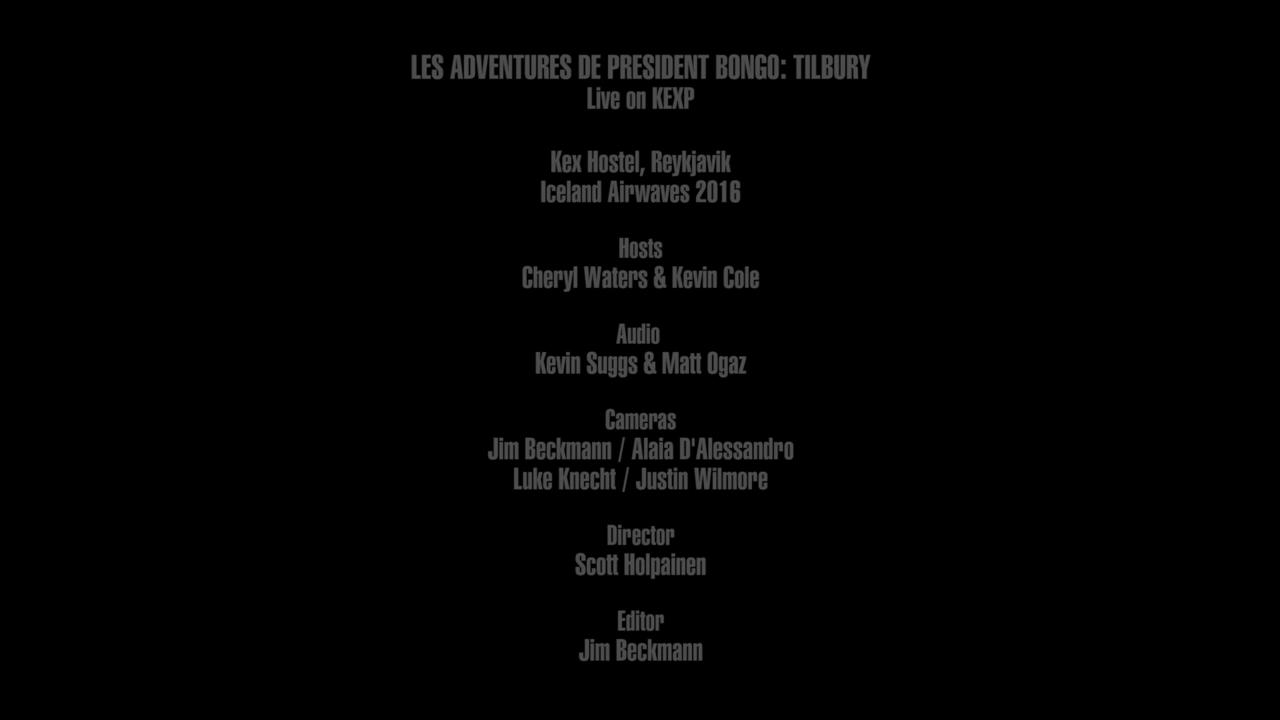 LES ADVENTURES DE PRESIDENT BONGO: TILBURY
Live on KEXP
Kex Hostel, Reykjavik
Iceland Airwaves 2016
Hosts
Cheryl Waters & Kevin Cole
Audio
Kevin Suggs & Matt Ogaz
Cameras
Jim Beckmann / Alaia D'Alessandro
Luke Knecht / Justin Wilmore
Director
Scott Holpainen
Editor
Jim Beckmann